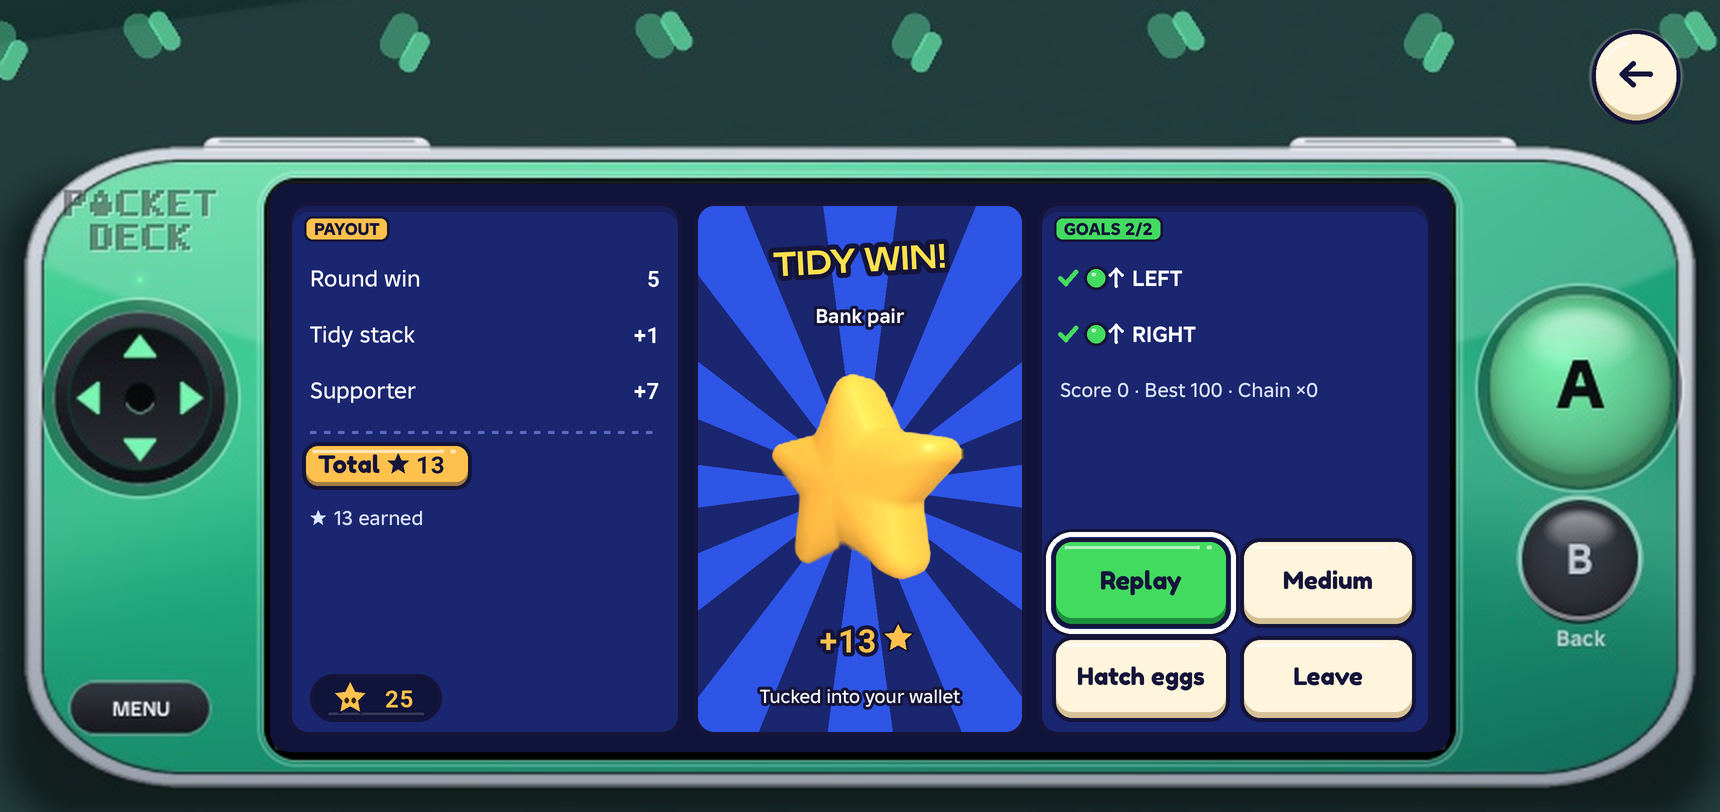 POCKET
DECK
MENU
PAYOUT
Round win 5
Tidy stack +1
Supporter +7
Total ★ 13
★ 13 earned
25
TIDY WIN!
Bank pair
+13 ★
Tucked into your wallet
GOALS 2/2
✓ ↑ LEFT
✓ ↑ RIGHT
Score 0 · Best 100 · Chain ×0
Replay
Medium
Hatch eggs
Leave
A
B
Back